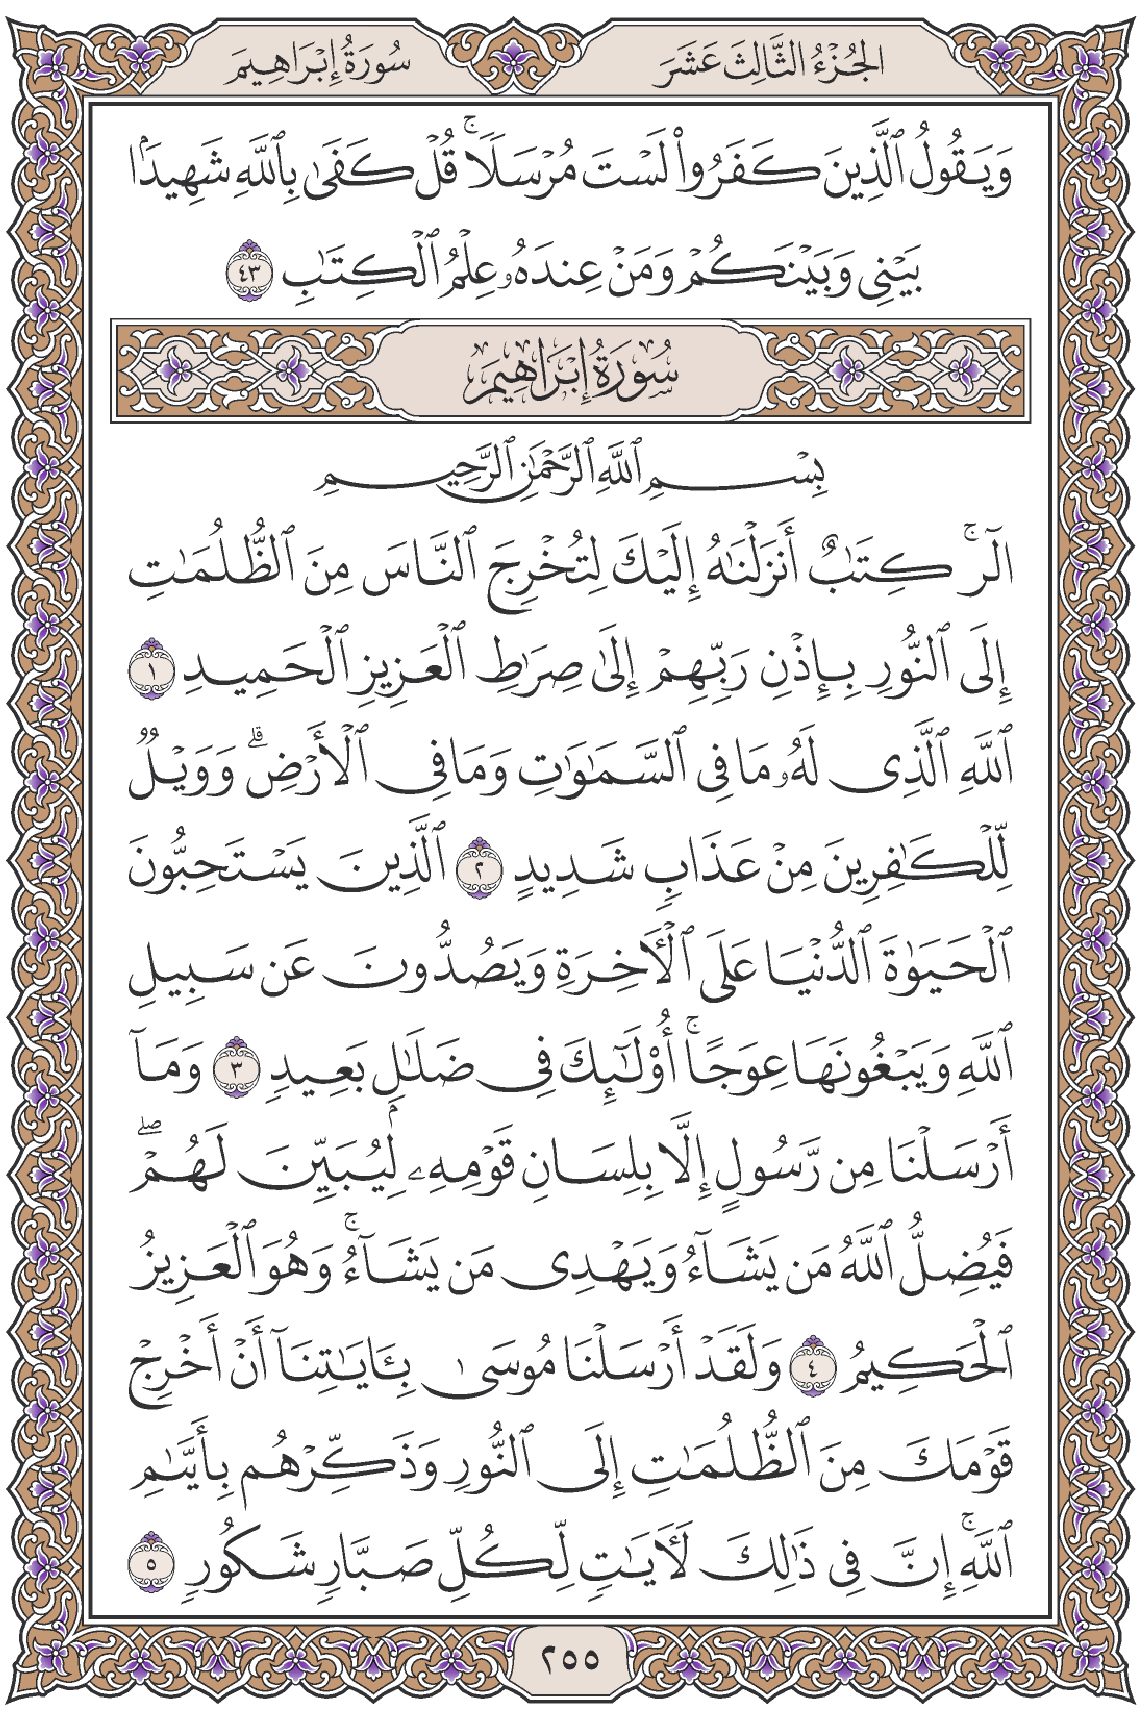 الجُزْءُ الثَّالِثَ عَشَرَ
سُورَةُ إِبْرَاهِيمَ
وَيَقُولُ ٱلَّذِينَ كَفَرُواْ لَسْتَ مُرْسَلًاۚ قُلْ كَفَىٰ بِٱللَّهِ شَهِيدَۢا
بَيْنِي وَبَيْنَكُمْ وَمَنْ عِندَهُۥ عِلْمُ ٱلْكِتَٰبِ ٤٣
سُورَةُ إِبْرَاهِيمَ
بِسْمِ ٱللَّهِ ٱلرَّحْمَٰنِ ٱلرَّحِيمِ
الٓرۚ كِتَٰبٌ أَنزَلْنَٰهُ إِلَيْكَ لِتُخْرِجَ ٱلنَّاسَ مِنَ ٱلظُّلُمَٰتِ
إِلَى ٱلنُّورِ بِإِذْنِ رَبِّهِمْ إِلَىٰ صِرَٰطِ ٱلْعَزِيزِ ٱلْحَمِيدِ ١
ٱللَّهِ ٱلَّذِى لَهُۥ مَا فِى ٱلسَّمَٰوَٰتِ وَمَا فِى ٱلْأَرْضِۗ وَوَيْلٌ
لِّلْكَٰفِرِينَ مِنْ عَذَابٍ شَدِيدٍ ٢ ٱلَّذِينَ يَسْتَحِبُّونَ
ٱلْحَيَوٰةَ ٱلدُّنْيَا عَلَى ٱلْأَخِرَةِ وَيَصُدُّونَ عَن سَبِيلِ
ٱللَّهِ وَيَبْغُونَهَا عِوَجًاۚ أُوْلَٰٓئِكَ فِى ضَلَٰلٍۭ بَعِيدٍ ٣ وَمَآ
أَرْسَلْنَا مِن رَّسُولٍ إِلَّا بِلِسَانِ قَوْمِهِۦ لِيُبَيِّنَ لَهُمْۖ
فَيُضِلُّ ٱللَّهُ مَن يَشَآءُ وَيَهْدِى مَن يَشَآءُۚ وَهُوَ ٱلْعَزِيزُ
ٱلْحَكِيمُ ٤ وَلَقَدْ أَرْسَلْنَا مُوسَىٰ بِـَٔايَٰتِنَآ أَنْ أَخْرِجْ
قَوْمَكَ مِنَ ٱلظُّلُمَٰتِ إِلَى ٱلنُّورِ وَذَكِّرْهُم بِأَيَّىٰمِ
ٱللَّهِۚ إِنَّ فِى ذَٰلِكَ لَأٓيَٰتٍ لِّكُلِّ صَبَّارٍ شَكُورٍ ٥
٢٥٥